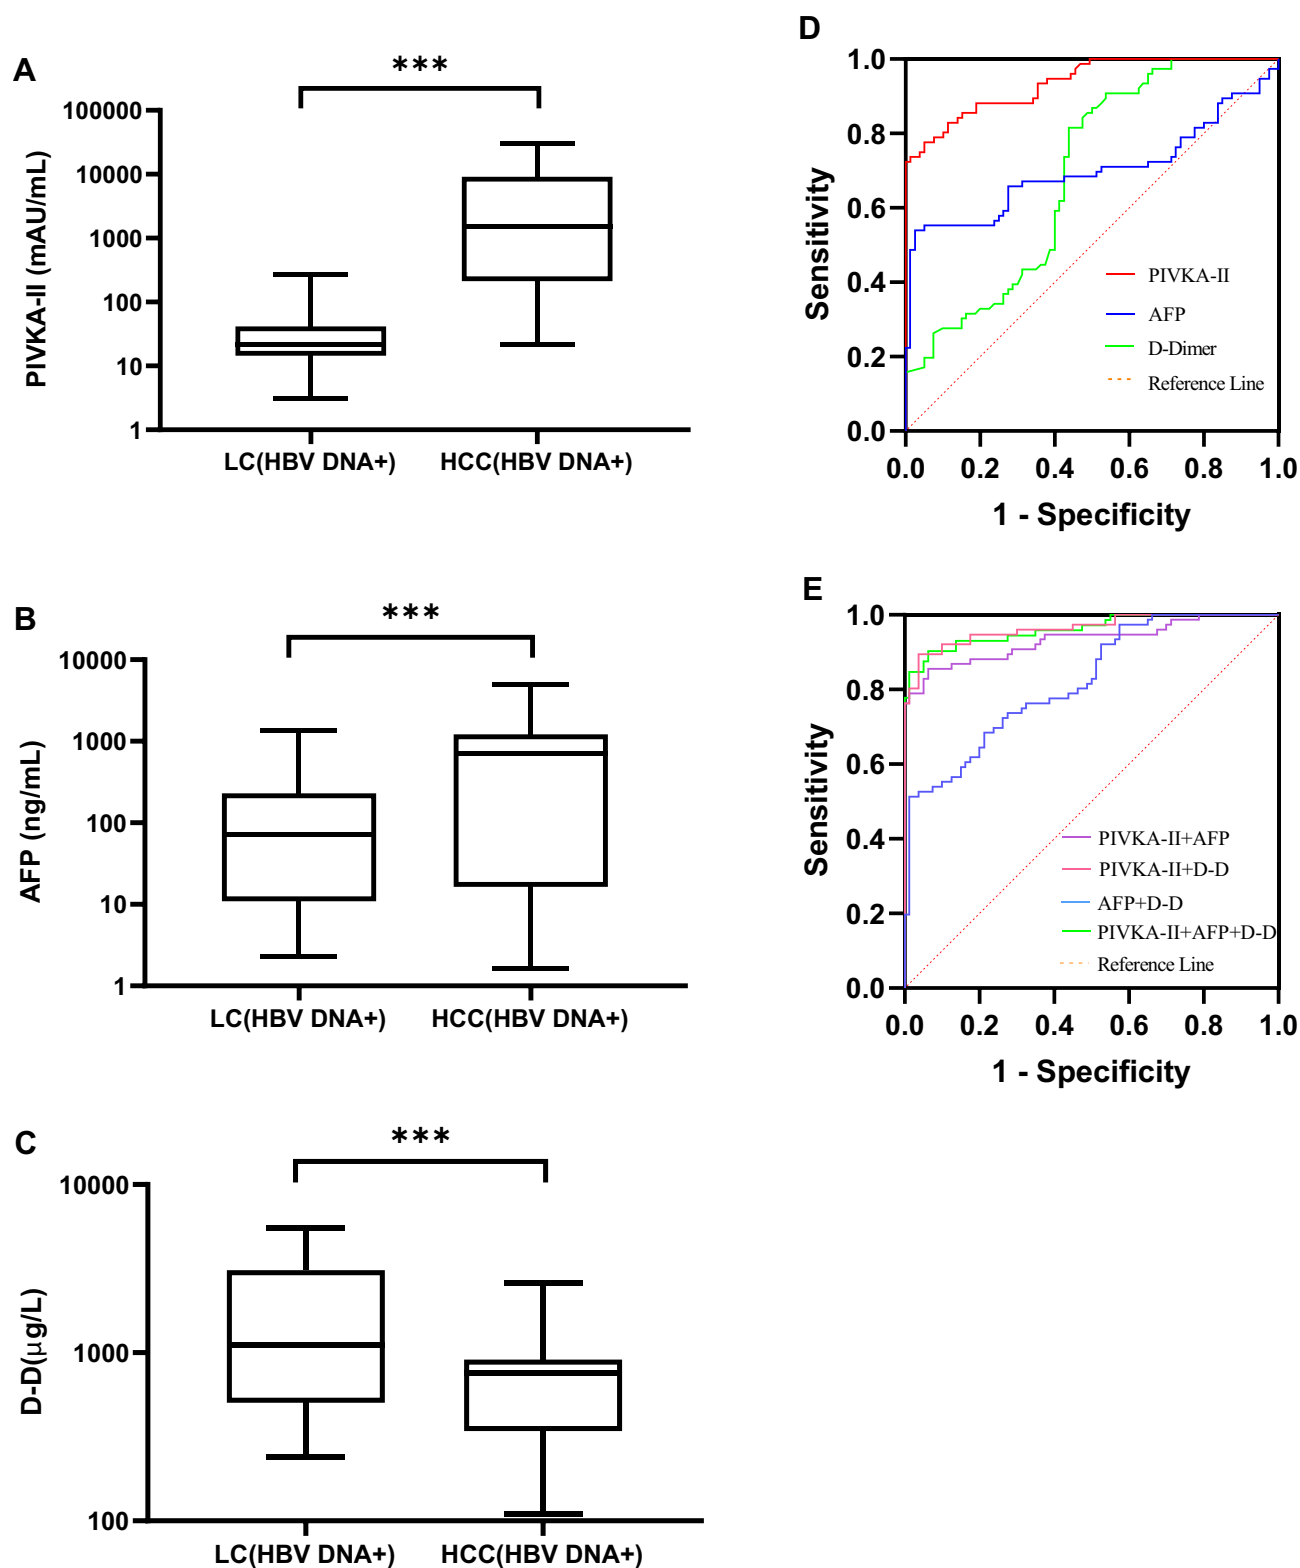 A
***
PIVKA-II (mAU/mL)
100000
10000
1000
100
10
1
LC(HBV DNA+) HCC(HBV DNA+)
B
***
AFP (ng/mL)
10000
1000
100
10
1
LC(HBV DNA+) HCC(HBV DNA+)
C
***
D-D(μg/L)
10000
1000
100
LC(HBV DNA+) HCC(HBV DNA+)
D
Sensitivity
1.0
0.8
0.6
0.4
0.2
0.0
PIVKA-II
AFP
D-Dimer
Reference Line
0.0 0.2 0.4 0.6 0.8 1.0
1 - Specificity
E
Sensitivity
1.0
0.8
0.6
0.4
0.2
0.0
PIVKA-II+AFP
PIVKA-II+D-D
AFP+D-D
PIVKA-II+AFP+D-D
Reference Line
0.0 0.2 0.4 0.6 0.8 1.0
1 - Specificity